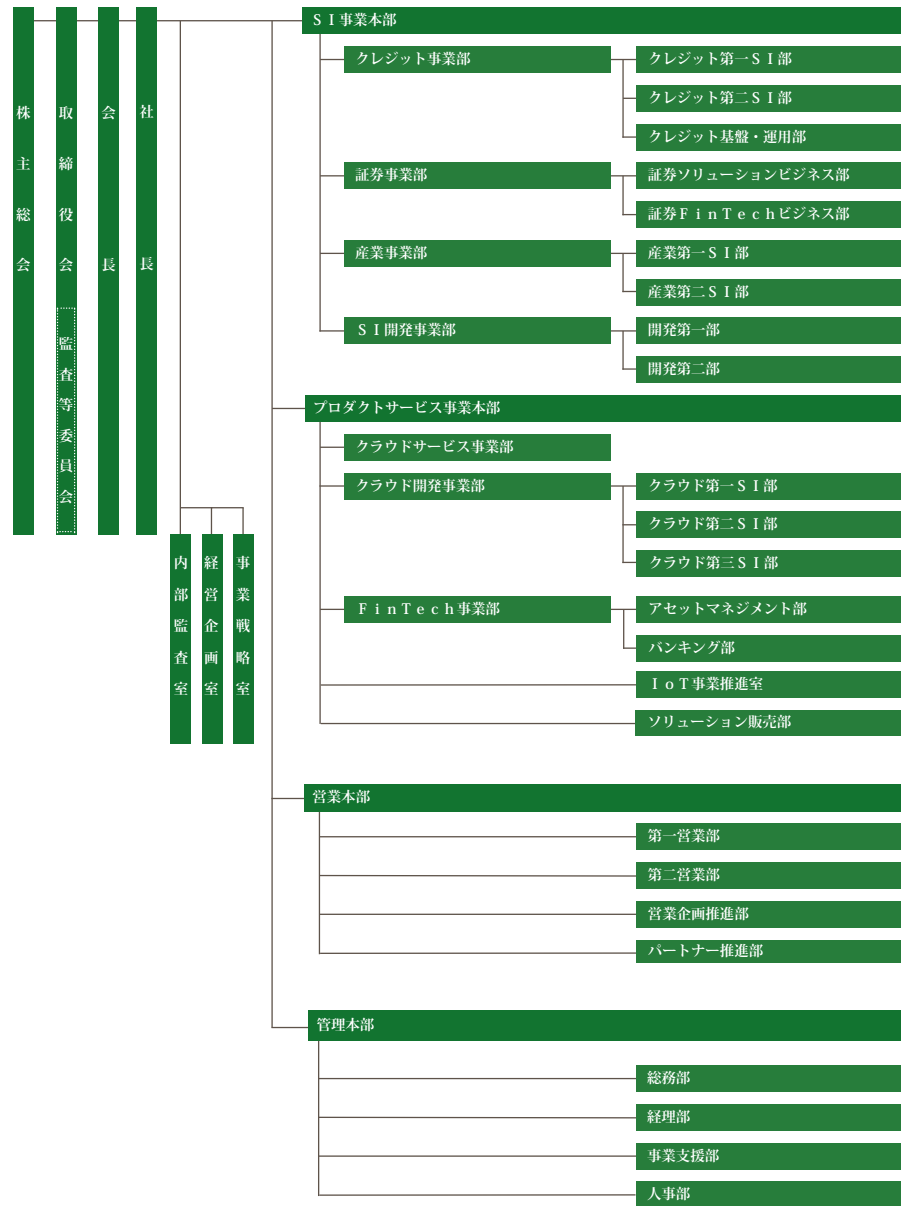 株主総会
取締役会
監査等委員会
会長
社長
内部監査室
経営企画室
事業戦略室
ＳＩ事業本部
クレジット事業部
クレジット第一ＳＩ部
クレジット第二ＳＩ部
クレジット基盤・運用部
証券事業部
証券ソリューションビジネス部
証券ＦｉｎＴｅｃｈビジネス部
産業事業部
産業第一ＳＩ部
産業第二ＳＩ部
ＳＩ開発事業部
開発第一部
開発第二部
プロダクトサービス事業本部
クラウドサービス事業部
クラウド開発事業部
クラウド第一ＳＩ部
クラウド第二ＳＩ部
クラウド第三ＳＩ部
ＦｉｎＴｅｃｈ事業部
アセットマネジメント部
バンキング部
ＩｏＴ事業推進室
ソリューション販売部
営業本部
第一営業部
第二営業部
営業企画推進部
パートナー推進部
管理本部
総務部
経理部
事業支援部
人事部